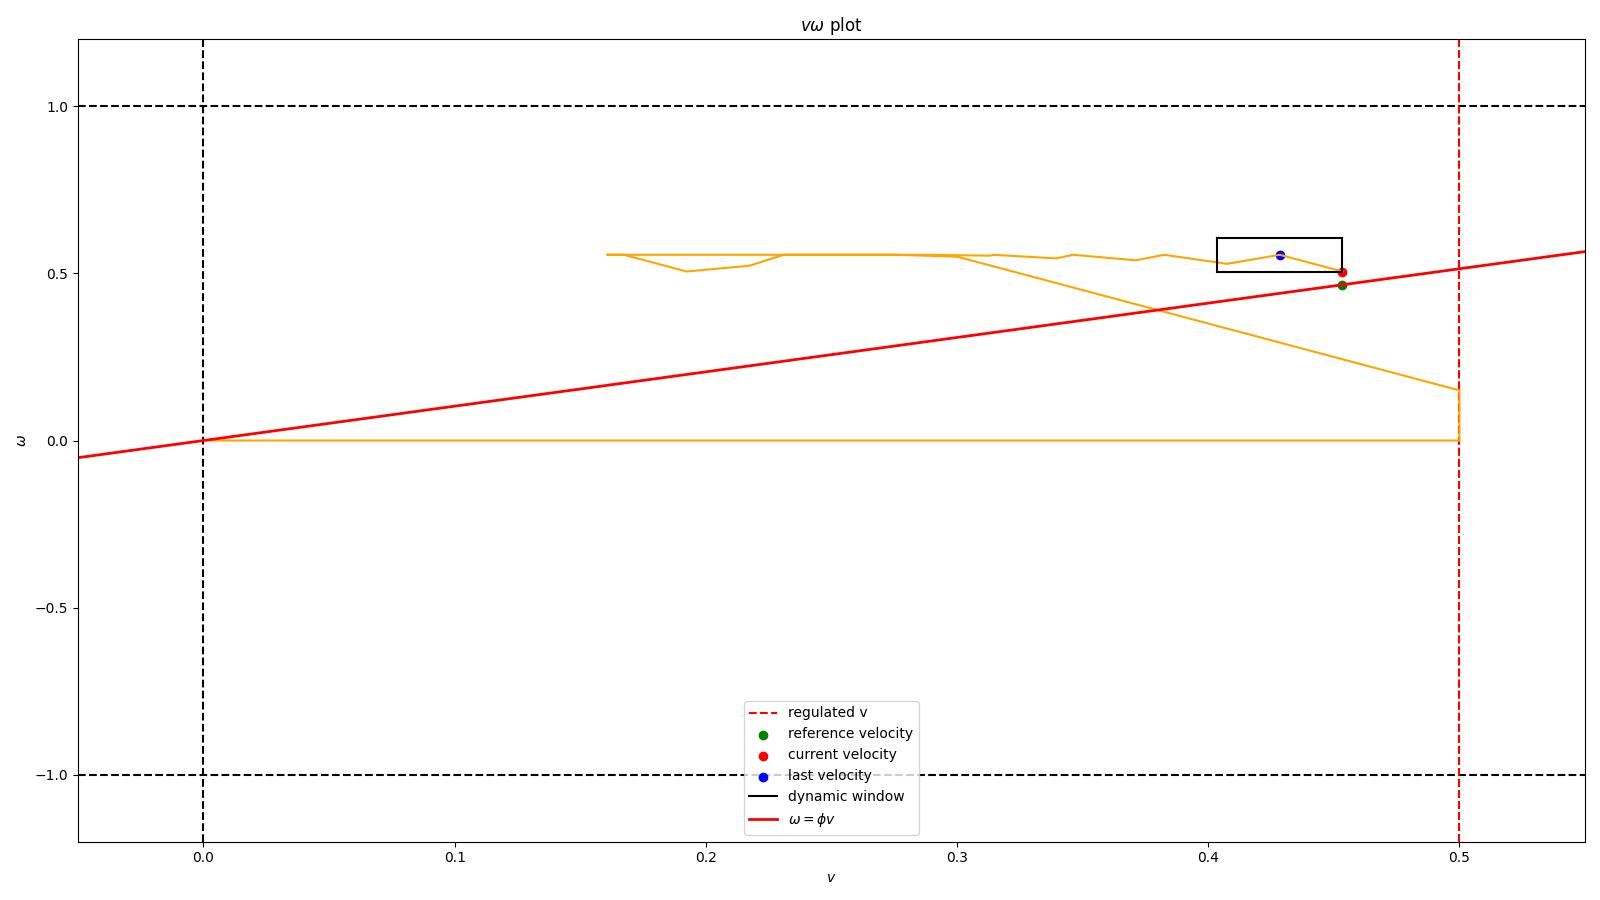 vω plot
1.0
0.5
0.0
−0.5
−1.0
ω
0.0 0.1 0.2 0.3 0.4 0.5
v
regulated v
reference velocity
current velocity
last velocity
dynamic window
ω = ϕv